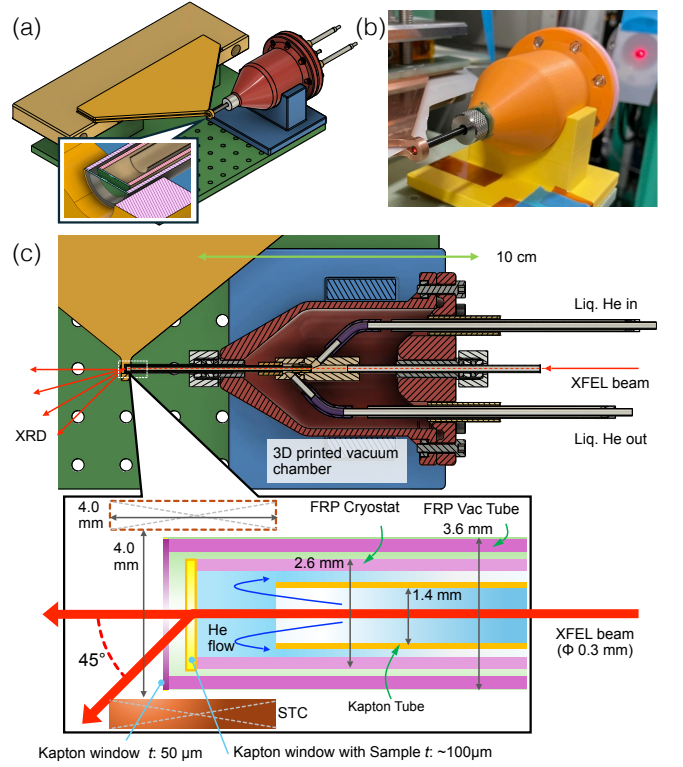 (a)
(b)
(c)
10 cm
Liq. He in
XFEL beam
XRD
Liq. He out
3D printed vacuum
chamber
4.0
mm
FRP Cryostat
FRP Vac Tube
4.0
mm
2.6 mm
3.6 mm
1.4 mm
He
flow
XFEL beam
(Φ 0.3 mm)
45°
Kapton Tube
STC
Kapton window t: 50 μm
Kapton window with Sample t: ~100μm